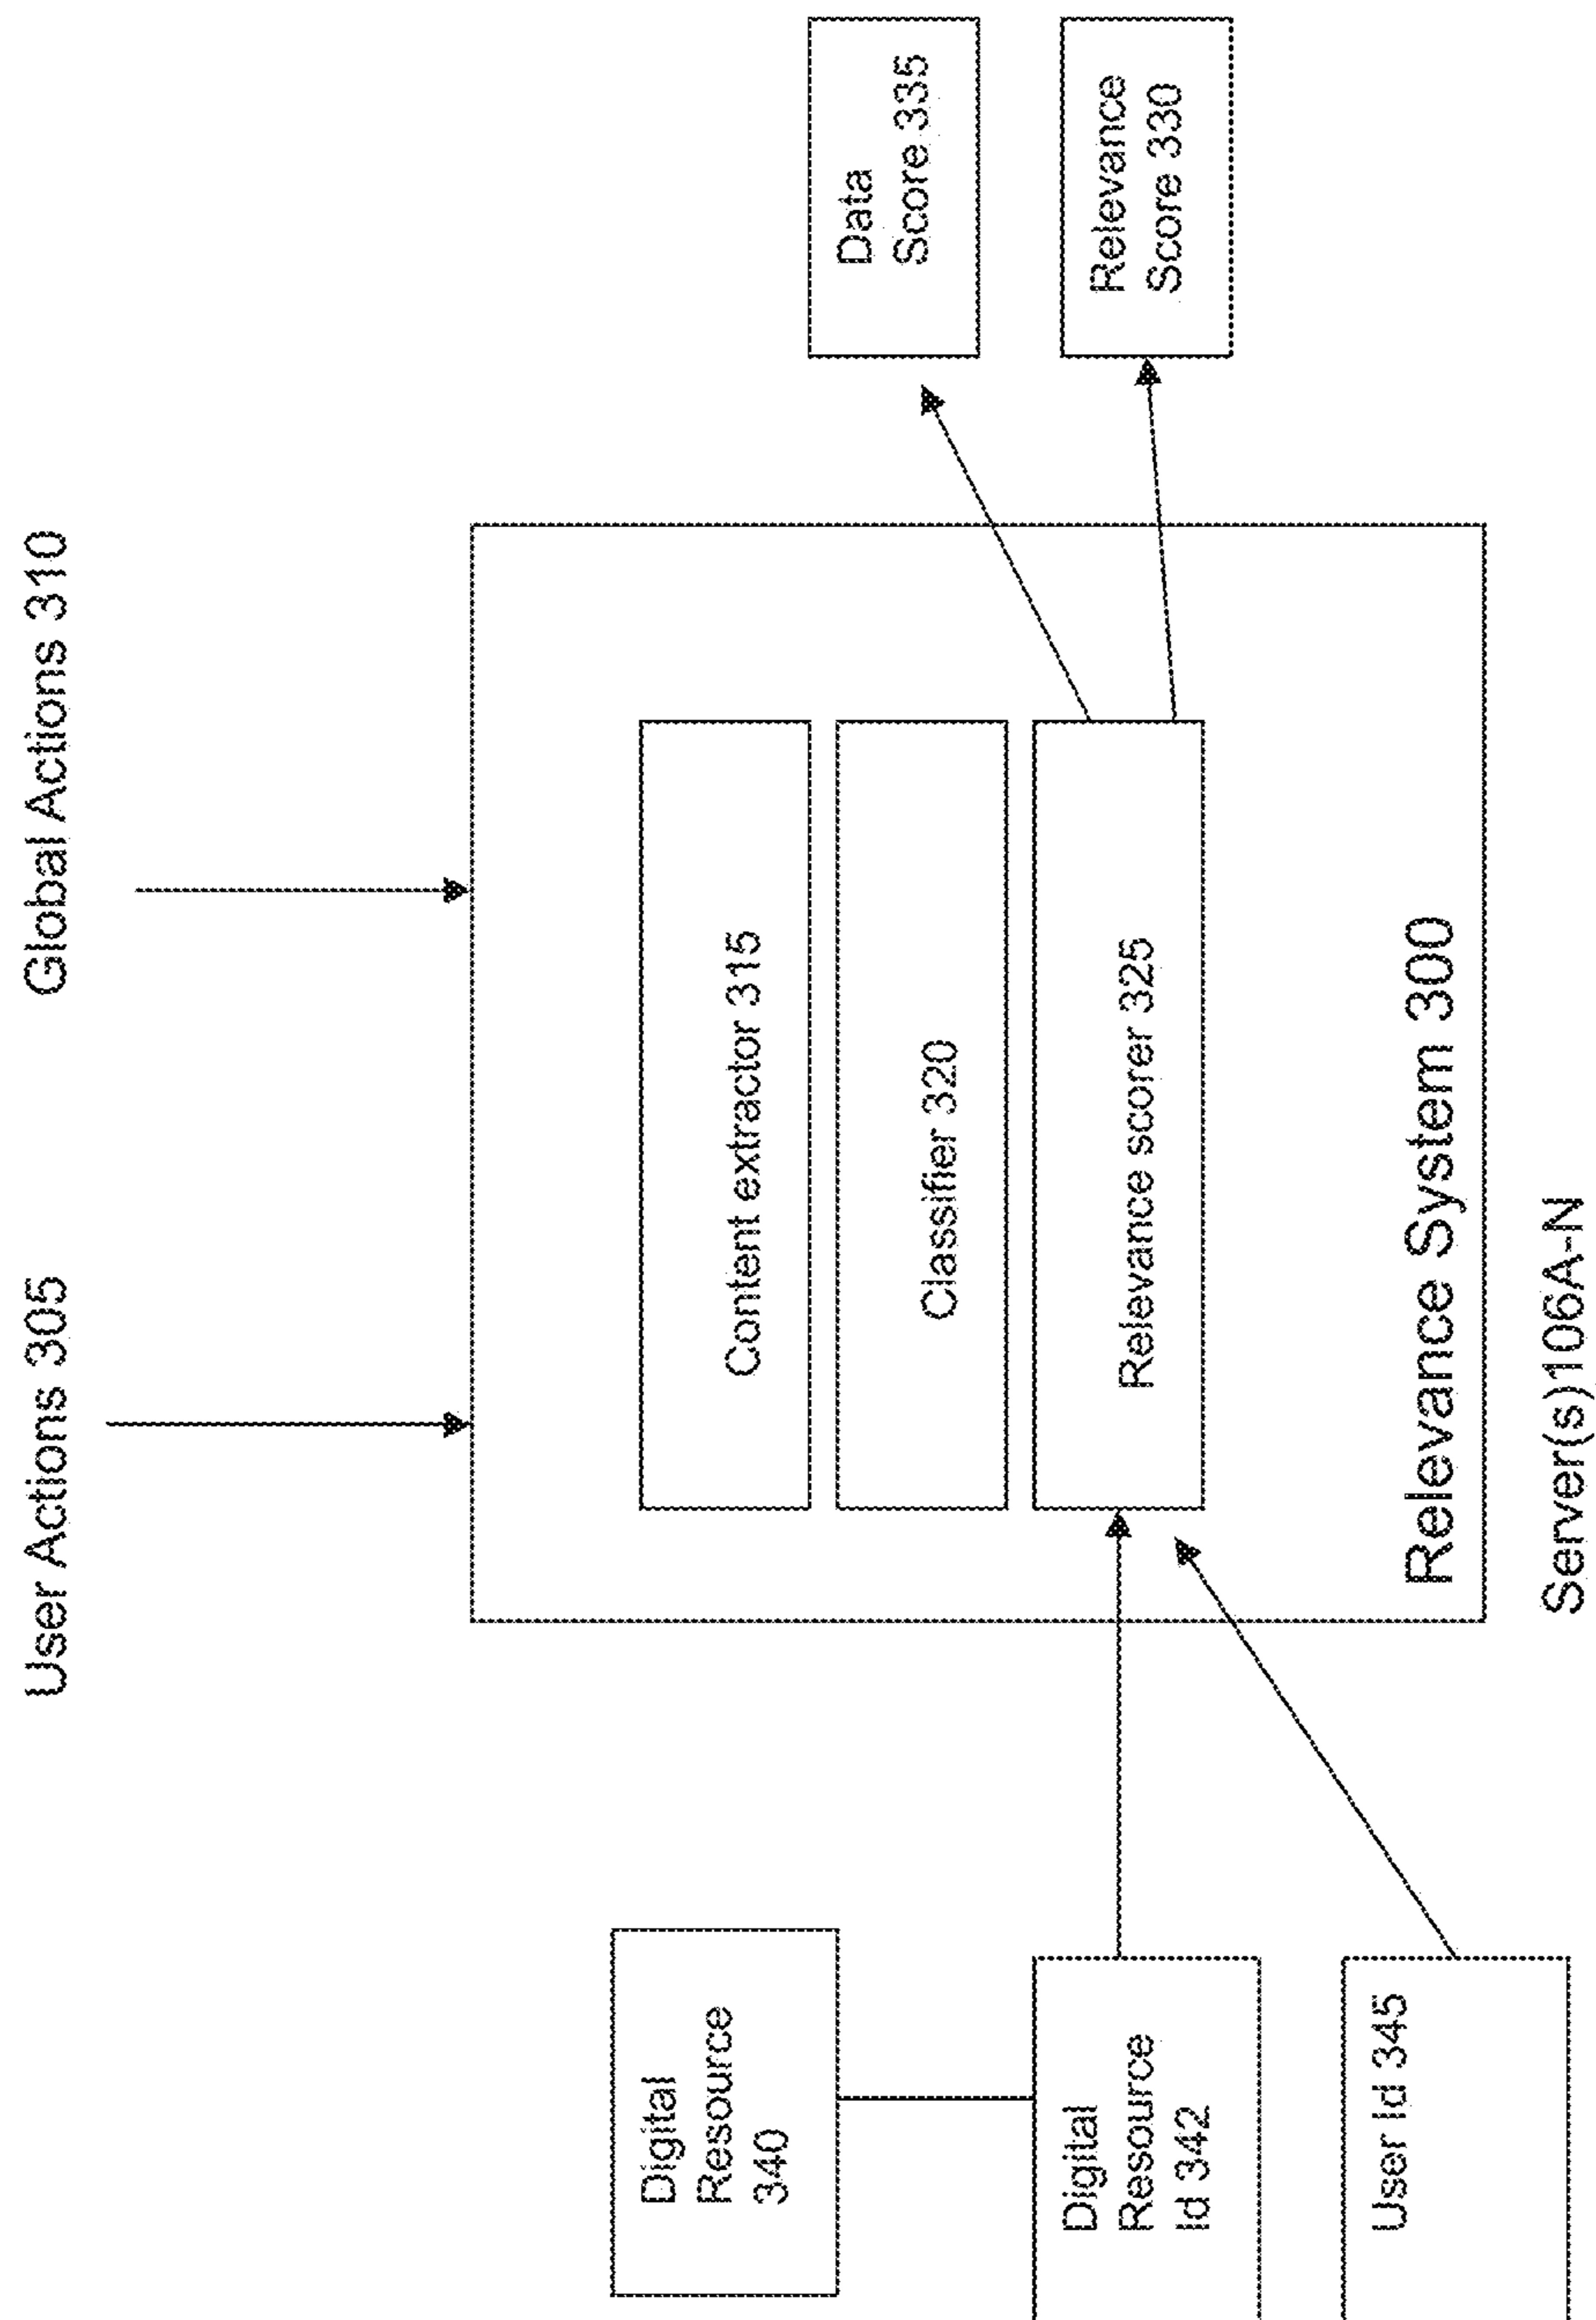 User Actions 305
Global Actions 310
Digital
Resource
340
Digital
Resource
Id 342
User Id 345
Content extractor 315
Classifier 320
Relevance scorer 325
Relevance System 300
Server(s)106A-N
Data
Score 335
Relevance
Score 330